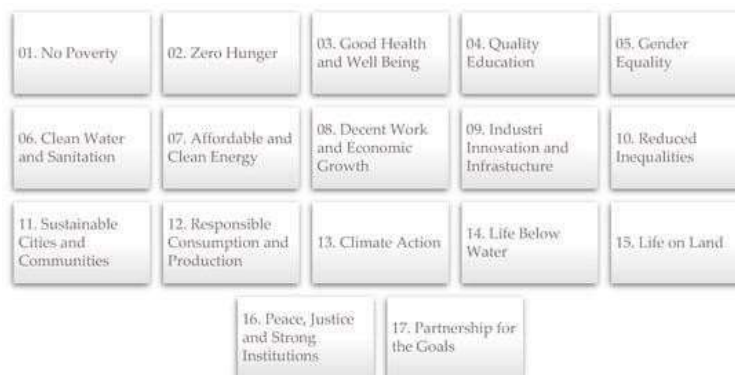 01. No Poverty
02. Zero Hunger
03. Good Health
and Well Being
04. Quality
Education
05. Gender
Equality
06. Clean Water
and Sanitation
07. Affordable and
Clean Energy
08. Decent Work
and Economic
Growth
09. Industri
Innovation and
Infrastucture
10. Reduced
Inequalities
11. Sustainable
Cities and
Communities
12. Responsible
Consumption and
Production
13. Climate Action
14. Life Below
Water
15. Life on Land
16. Peace, Justice
and Strong
Institutions
17. Partnership for
the Goals